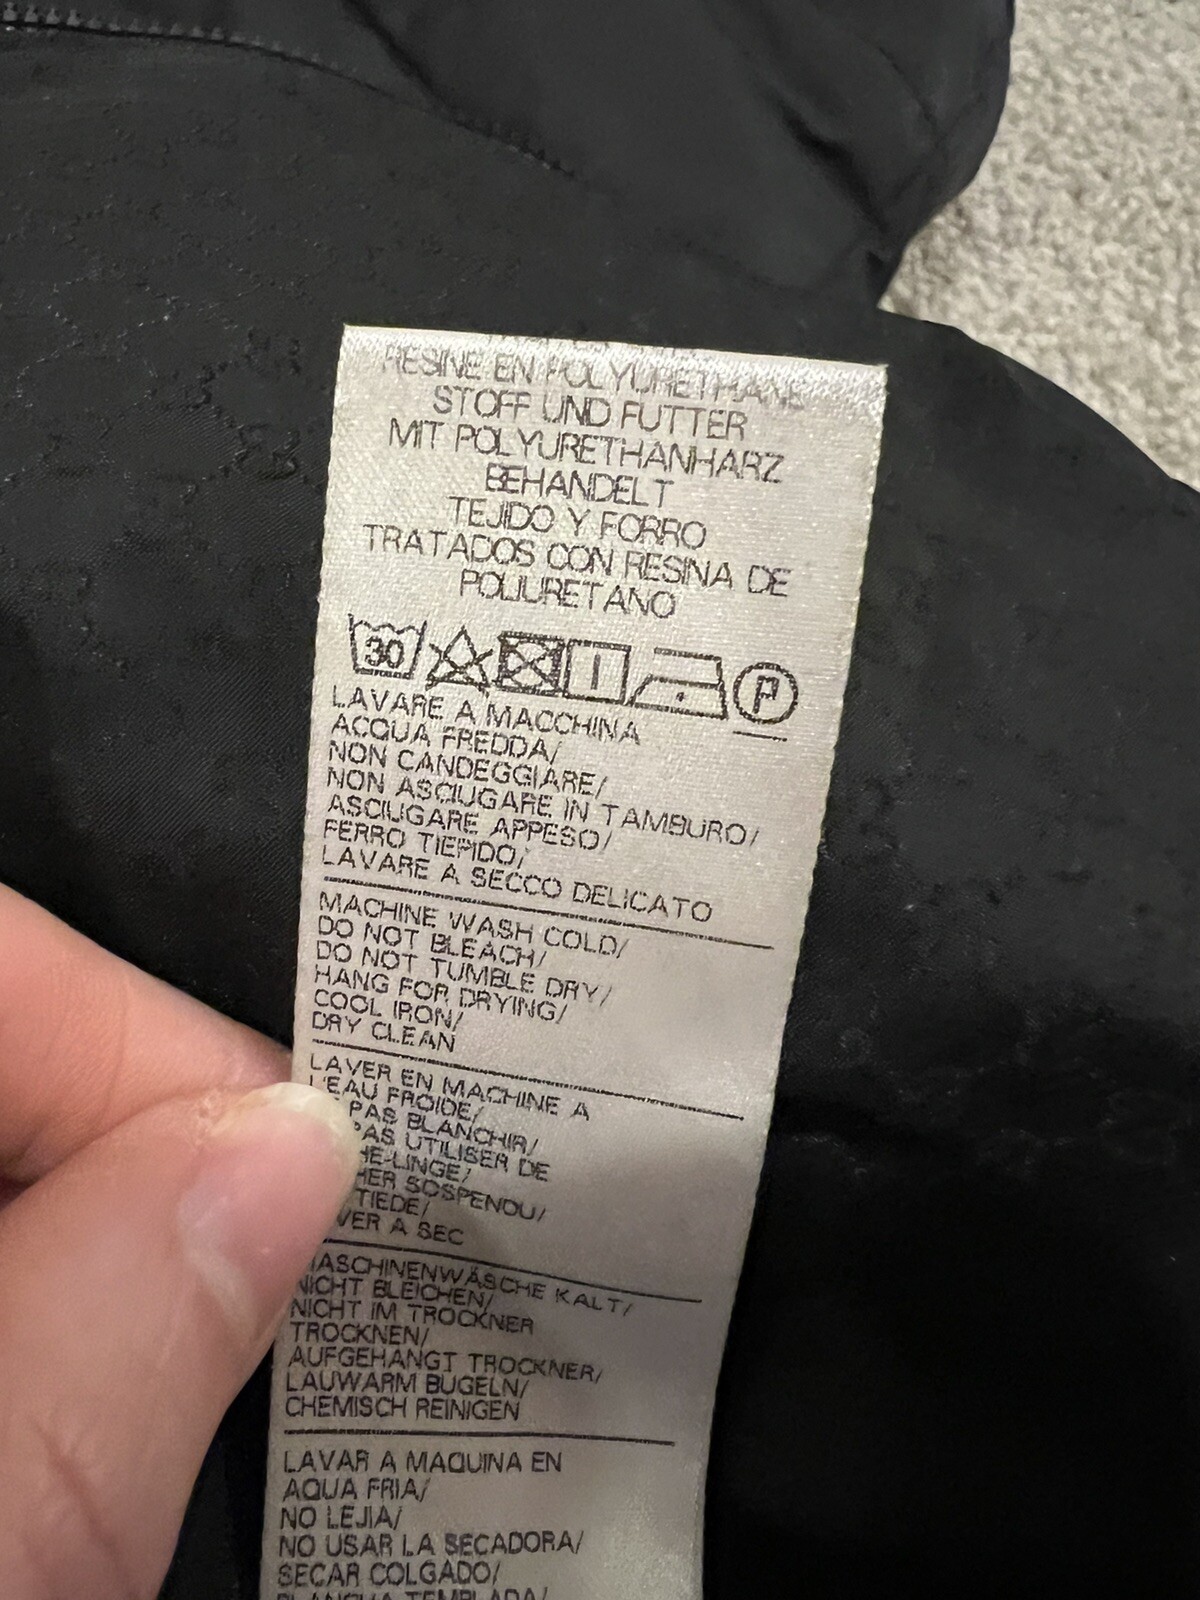 RESINE EN POLYURETHANE
STOFF UND FUTTER
MIT POLYURETHANHARZ
BEHANDELT
TEJIDO Y FORRO
TRATADOS CON RESINA DE
POLIURETANO
30 P
LAVARE A MACCHINA
ACQUA FREDDA/
NON CANDEGGIARE/
NON ASCIUGARE IN TAMBURO/
ASCIUGARE APPESO/
FERRO TIEPIDO/
LAVARE A SECCO DELICATO
MACHINE WASH COLD/
DO NOT BLEACH/
DO NOT TUMBLE DRY/
HANG FOR DRYING/
COOL IRON/
DRY CLEAN
LAVER EN MACHINE A
L'EAU FROIDE/
PAS BLANCHIR/
PAS UTILISER DE
HE-LINGE/
HER SOSPENDU/
TIEDE/
VER A SEC
MASCHINENWÄSCHE KALT/
NICHT BLEICHEN/
NICHT IM TROCKNER
TROCKNEN/
AUFGEHANGT TROCKNER/
LAUWARM BUGELN/
CHEMISCH REINIGEN
LAVAR A MAQUINA EN
AQUA FRIA/
NO LEJIA/
NO USAR LA SECADORA/
SECAR COLGADO/
PLANCHA TEMPLADA/